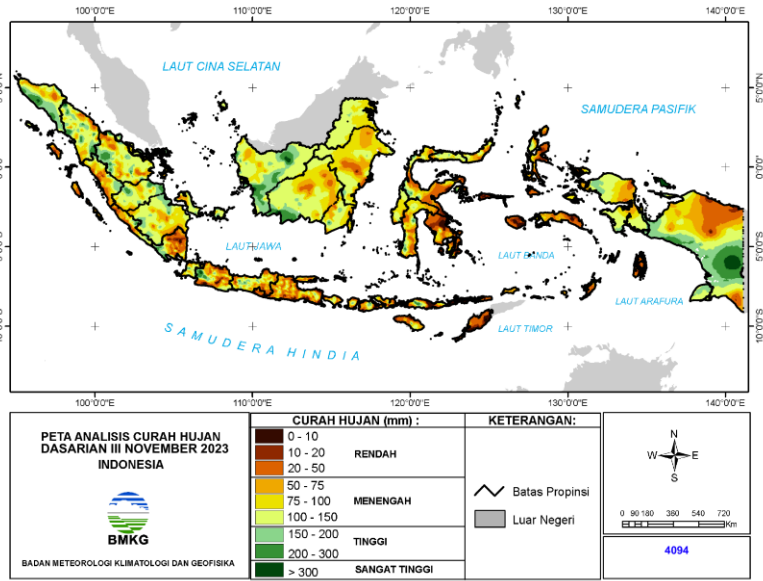 100°0'0"E 110°0'0"E 120°0'0"E 130°0'0"E 140°0'0"E
LAUT CINA SELATAN
5°0'0"N
SAMUDERA PASIFIK
0°0'0"
LAUT JAWA
LAUT BANDA
5°0'0"S
LAUT ARAFURA
SAMUDERA HINDIA
LAUT TIMOR
10°0'0"S
100°0'0"E 110°0'0"E 120°0'0"E 130°0'0"E 140°0'0"E
PETA ANALISIS CURAH HUJAN
DASARIAN III NOVEMBER 2023
INDONESIA
BMKG
BADAN METEOROLOGI KLIMATOLOGI DAN GEOFISIKA
CURAH HUJAN (mm) :
0 - 10
10 - 20 RENDAH
20 - 50
50 - 75
75 - 100 MENENGAH
100 - 150
150 - 200 TINGGI
200 - 300
> 300 SANGAT TINGGI
KETERANGAN:
Batas Propinsi
Luar Negeri
N
W E
S
0 90 180 360 540 720
Km
4094